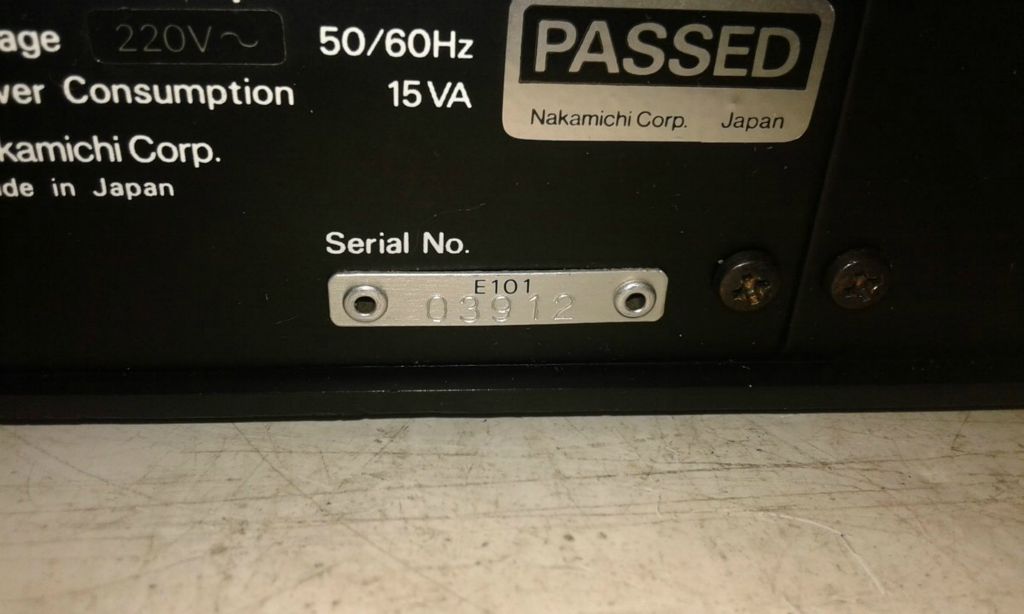 age 220V~ 50/60Hz
wer Consumption 15 VA
kamichi Corp.
de in Japan
PASSED
Nakamichi Corp. Japan
Serial No.
E101
03912